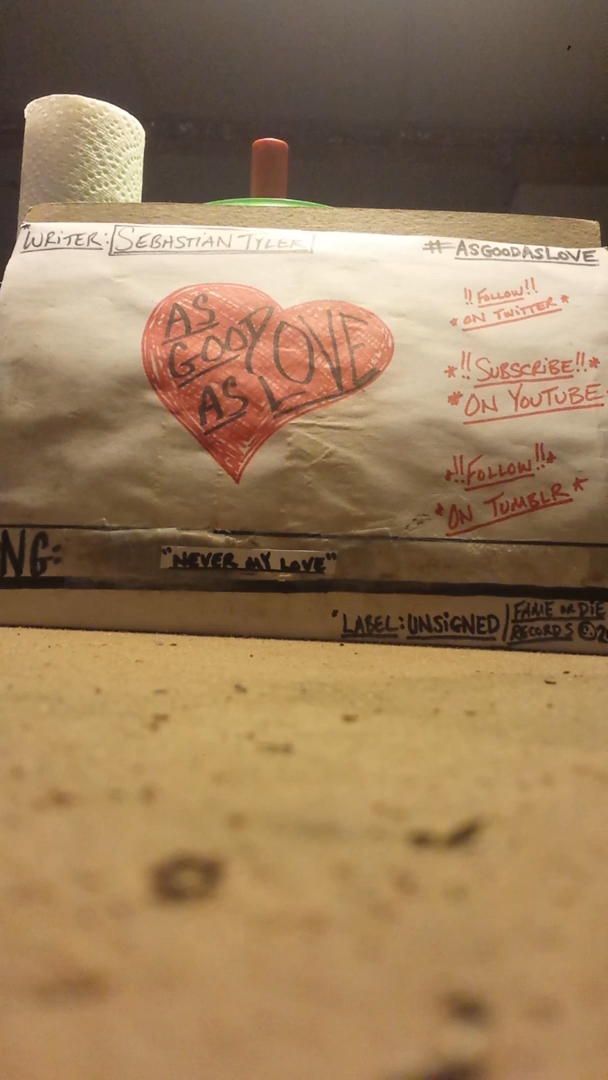 WRITER: SEBASTIAN TYLER
#ASGOODASLOVE
AS
GOOD
AS LOVE
!!FOLLOW!!
*ON TWITTER*
*!!SUBSCRIBE!!*
*ON YOUTUBE
*!!FOLLOW!!*
*ON TUMBLR*
NG:
"NEVER MY LOVE"
*LABEL: UNSIGNED/
FAME OR DIE
RECORDS © 2